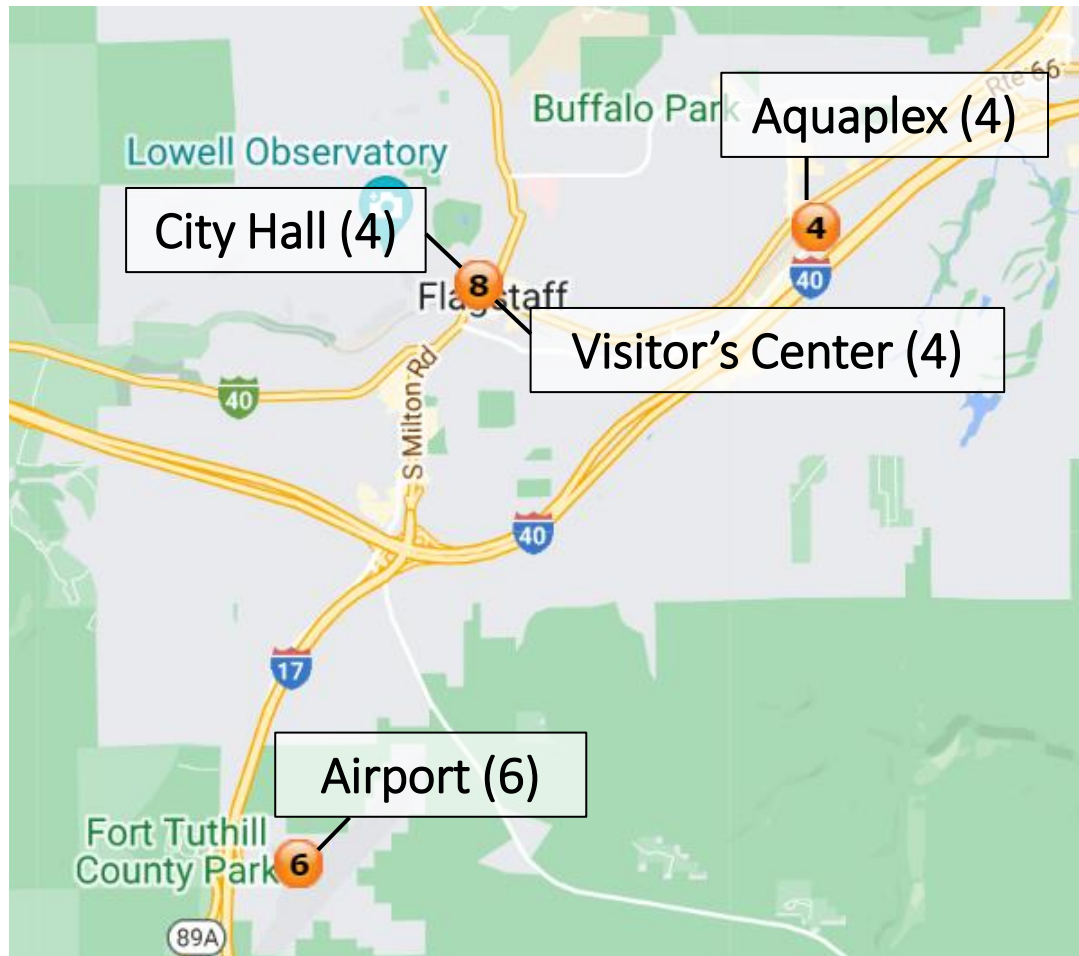 Rte 66
Buffalo Park
Aquaplex (4)
Lowell Observatory
City Hall (4)
4
40
8
Flagstaff
Visitor's Center (4)
40
S Milton Rd
40
17
Airport (6)
Fort Tuthill
County Park
6
89A